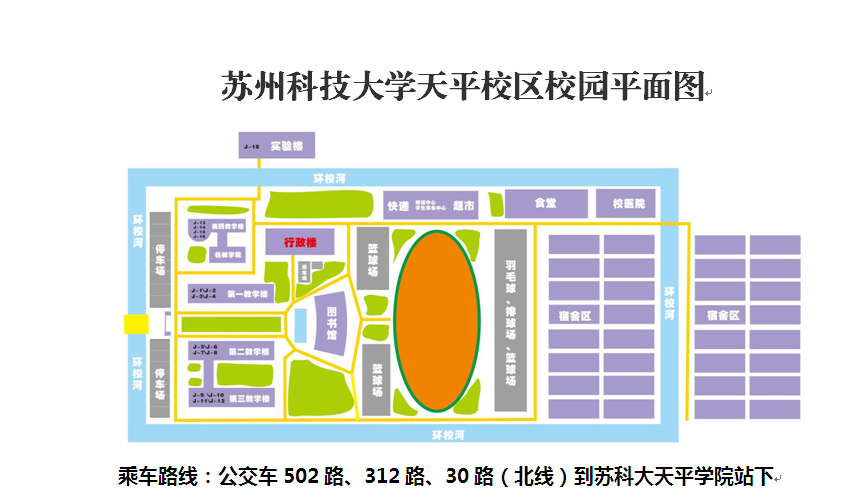 苏州科技大学天平校区校园平面图
J-18 实验楼
环校河
快递
超市
食堂
校医院
环校河
停车场
J-13
J-14
J-15
J-16
第四教学楼
机械学院
行政楼
篮球场
羽毛球、排球场、篮球场
宿舍区
环校河
宿舍区
J-1\J-2
J-3\J-4
第一教学楼
图书馆
J-5\J-6
J-7\J-8
第二教学楼
环校河
停车场
J-9 \J-10
J-11\J-12
第三教学楼
篮球场
环校河
乘车路线：公交车 502 路、312 路、30 路（北线）到苏科大天平学院站下